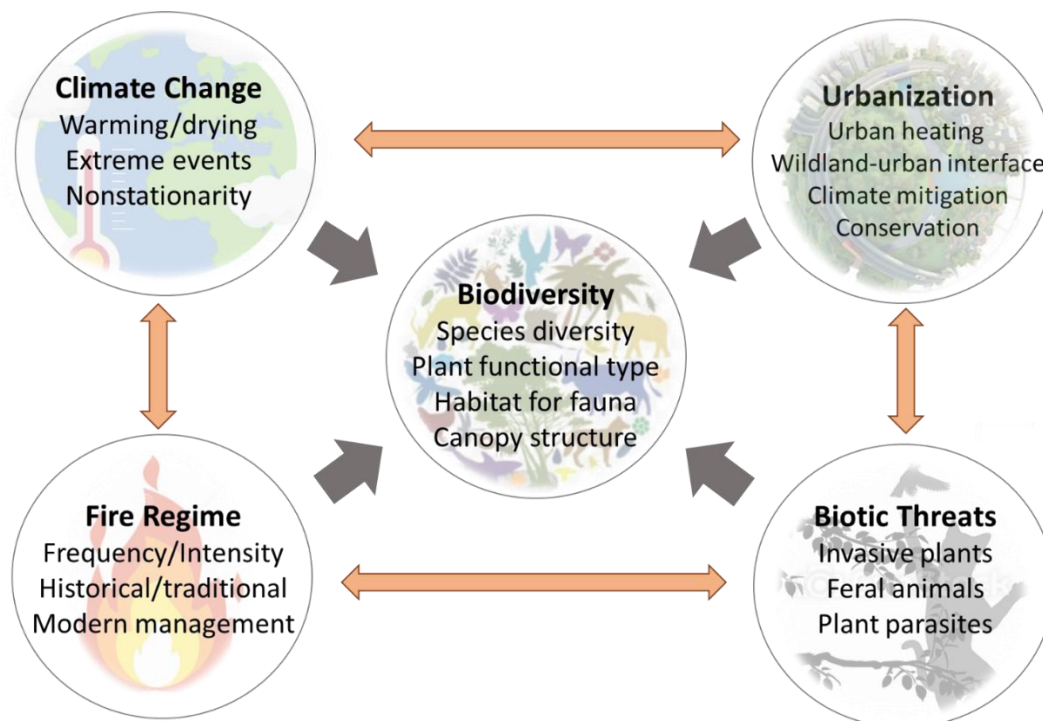 Climate Change
Warming/drying
Extreme events
Nonstationarity
Urbanization
Urban heating
Wildland-urban interface
Climate mitigation
Conservation
Biodiversity
Species diversity
Plant functional type
Habitat for fauna
Canopy structure
Fire Regime
Frequency/Intensity
Historical/traditional
Modern management
Biotic Threats
Invasive plants
Feral animals
Plant parasites